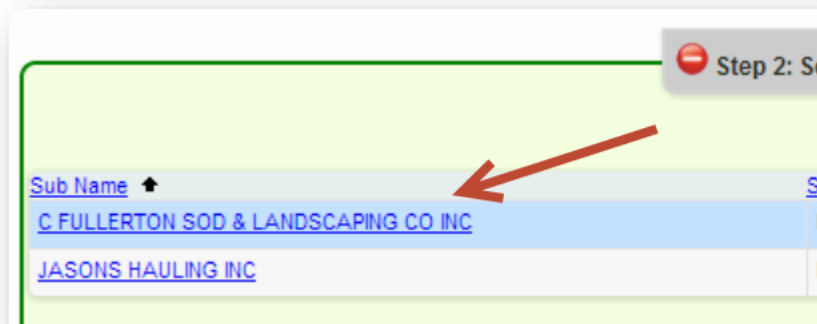 Step 2: S
Sub Name
C FULLERTON SOD & LANDSCAPING CO INC
JASONS HAULING INC